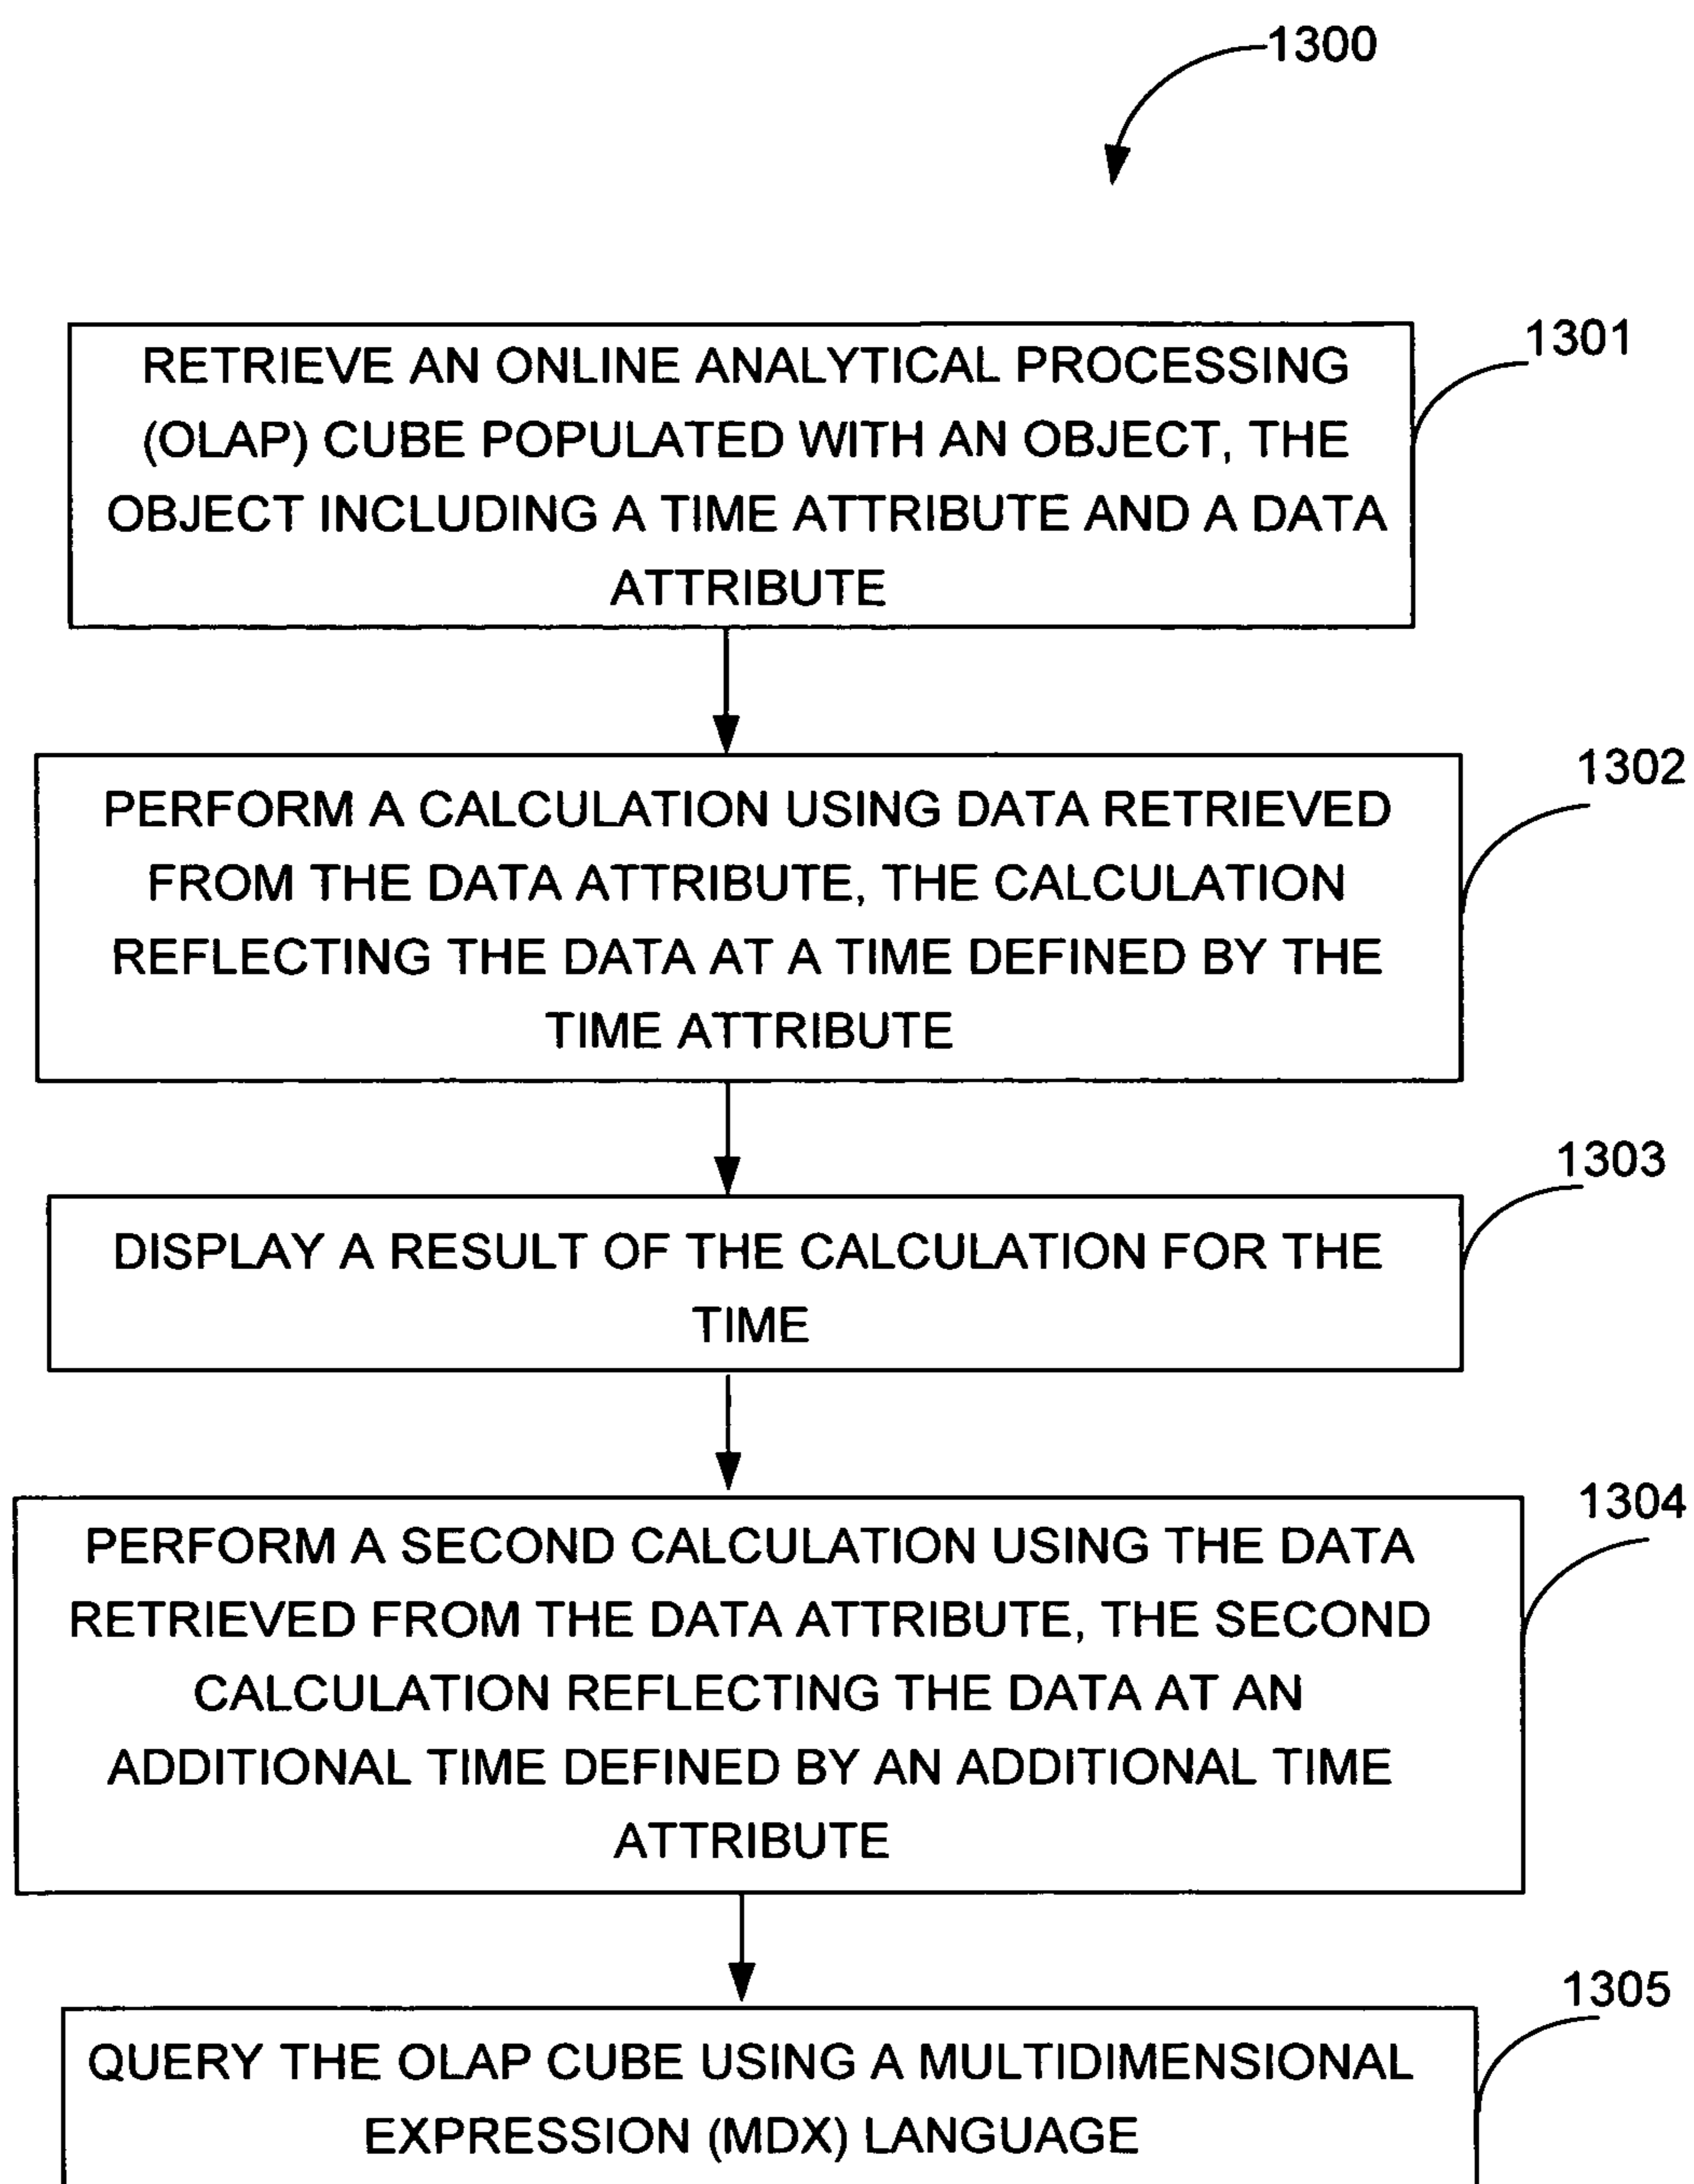 1300
1301
RETRIEVE AN ONLINE ANALYTICAL PROCESSING
(OLAP) CUBE POPULATED WITH AN OBJECT, THE
OBJECT INCLUDING A TIME ATTRIBUTE AND A DATA
ATTRIBUTE
1302
PERFORM A CALCULATION USING DATA RETRIEVED
FROM THE DATA ATTRIBUTE, THE CALCULATION
REFLECTING THE DATA AT A TIME DEFINED BY THE
TIME ATTRIBUTE
1303
DISPLAY A RESULT OF THE CALCULATION FOR THE
TIME
1304
PERFORM A SECOND CALCULATION USING THE DATA
RETRIEVED FROM THE DATA ATTRIBUTE, THE SECOND
CALCULATION REFLECTING THE DATA AT AN
ADDITIONAL TIME DEFINED BY AN ADDITIONAL TIME
ATTRIBUTE
1305
QUERY THE OLAP CUBE USING A MULTIDIMENSIONAL
EXPRESSION (MDX) LANGUAGE